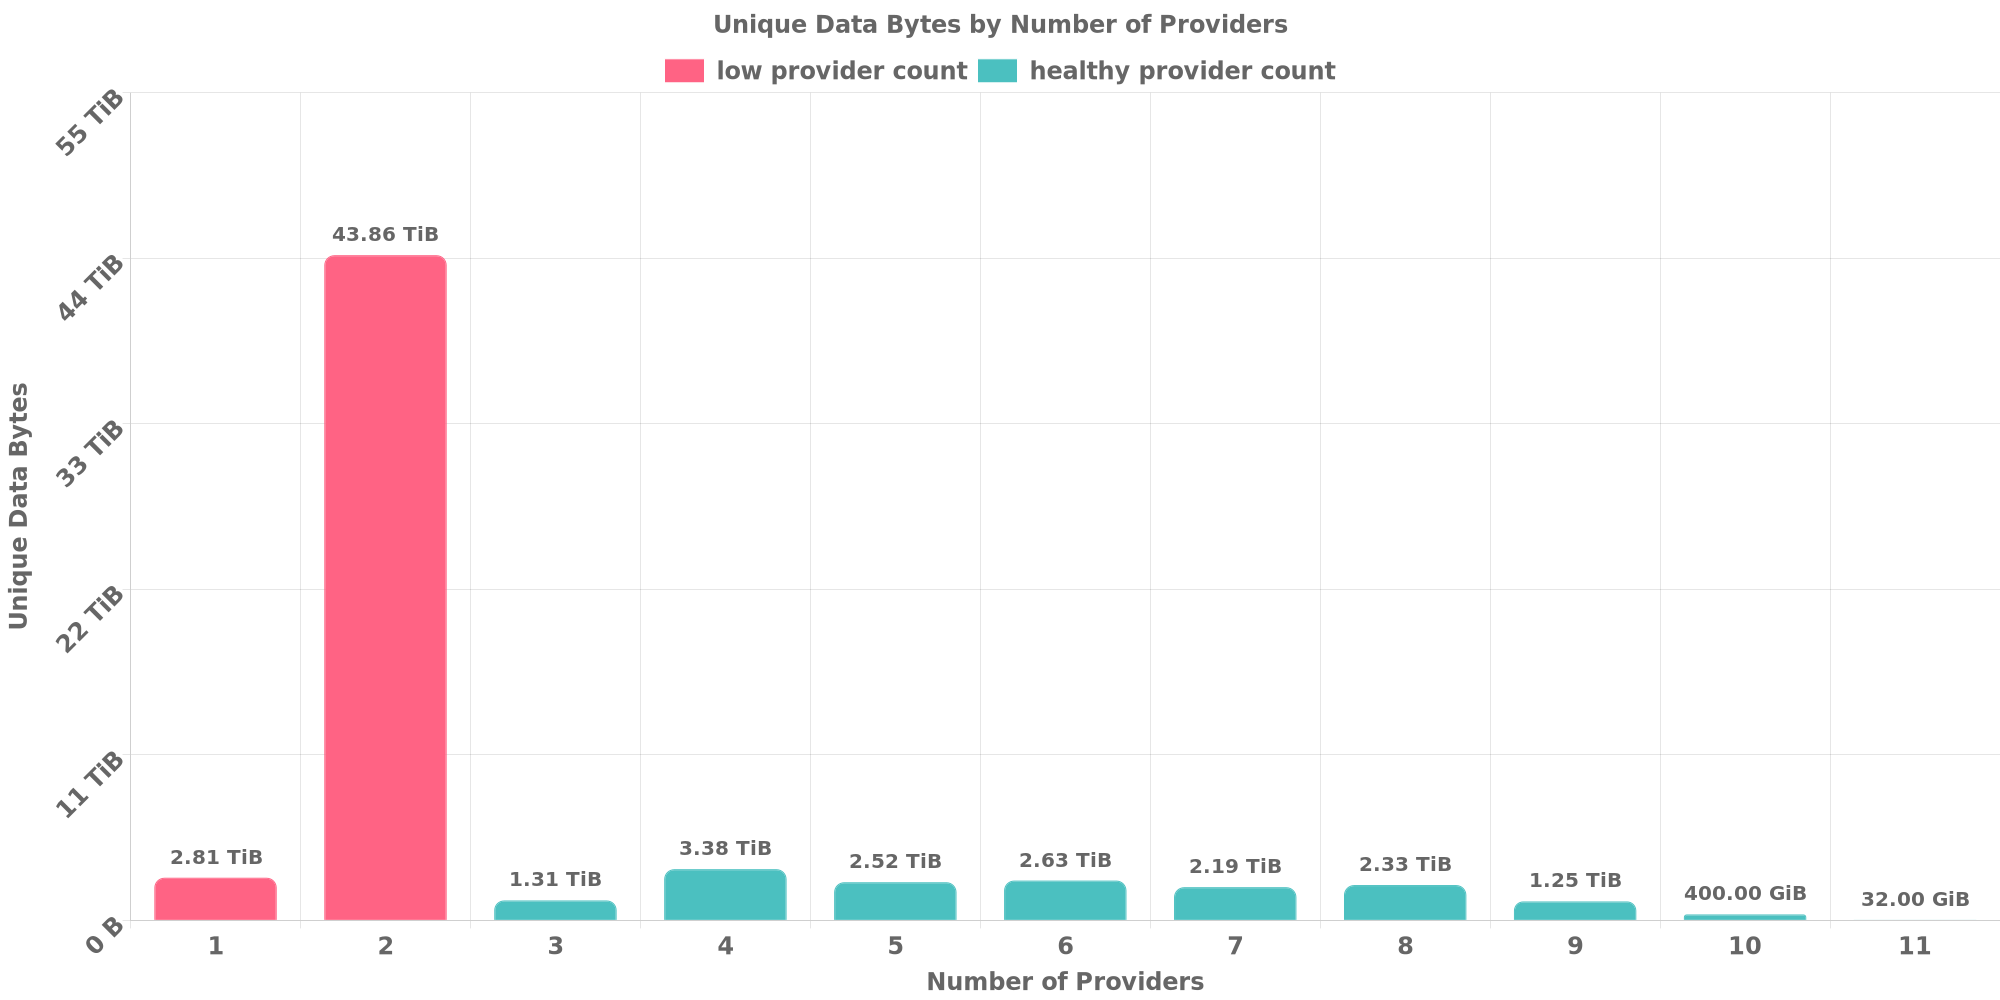 Unique Data Bytes by Number of Providers
low provider count healthy provider count
55 TiB
44 TiB
33 TiB
22 TiB
11 TiB
0 B
Unique Data Bytes
2.81 TiB
43.86 TiB
1.31 TiB
3.38 TiB
2.52 TiB
2.63 TiB
2.19 TiB
2.33 TiB
1.25 TiB
400.00 GiB
32.00 GiB
1 2 3 4 5 6 7 8 9 10 11
Number of Providers